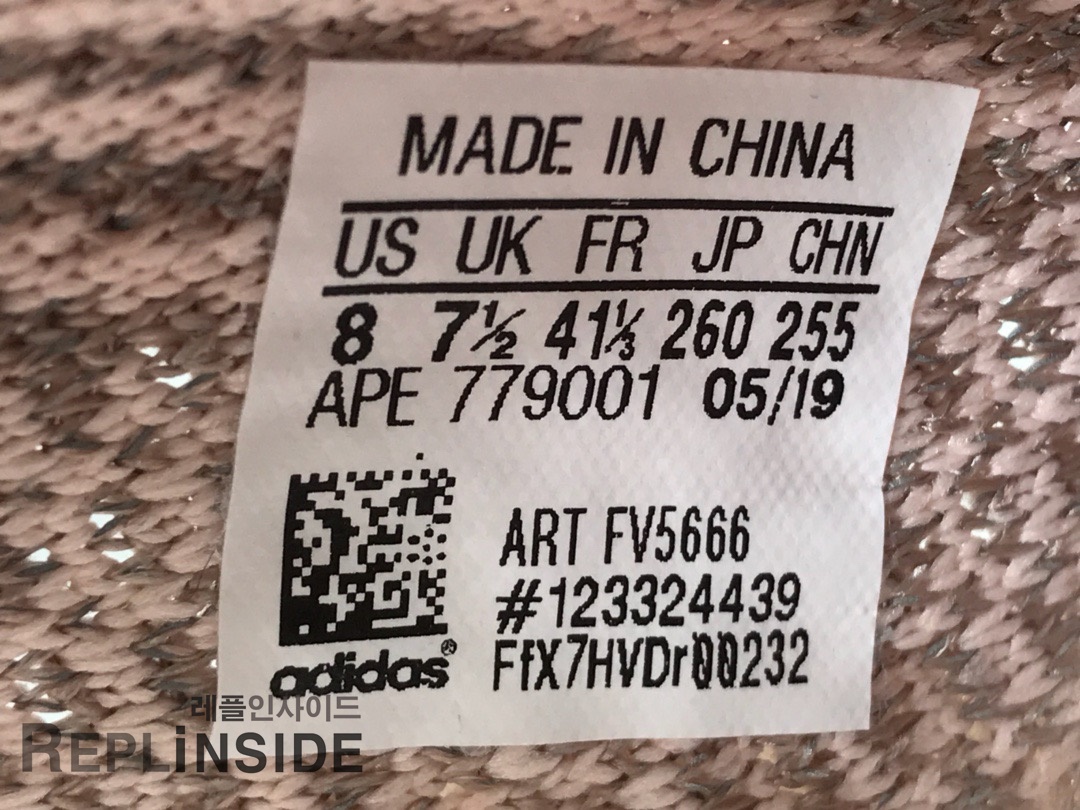 MADE IN CHINA
US UK FR JP CHN
8 7½ 41⅓ 260 255
APE 779001 05/19
ART FV5666
#123324439
FfX7HVDr00232
adidas®
레플인사이드
REPLiNSIDE